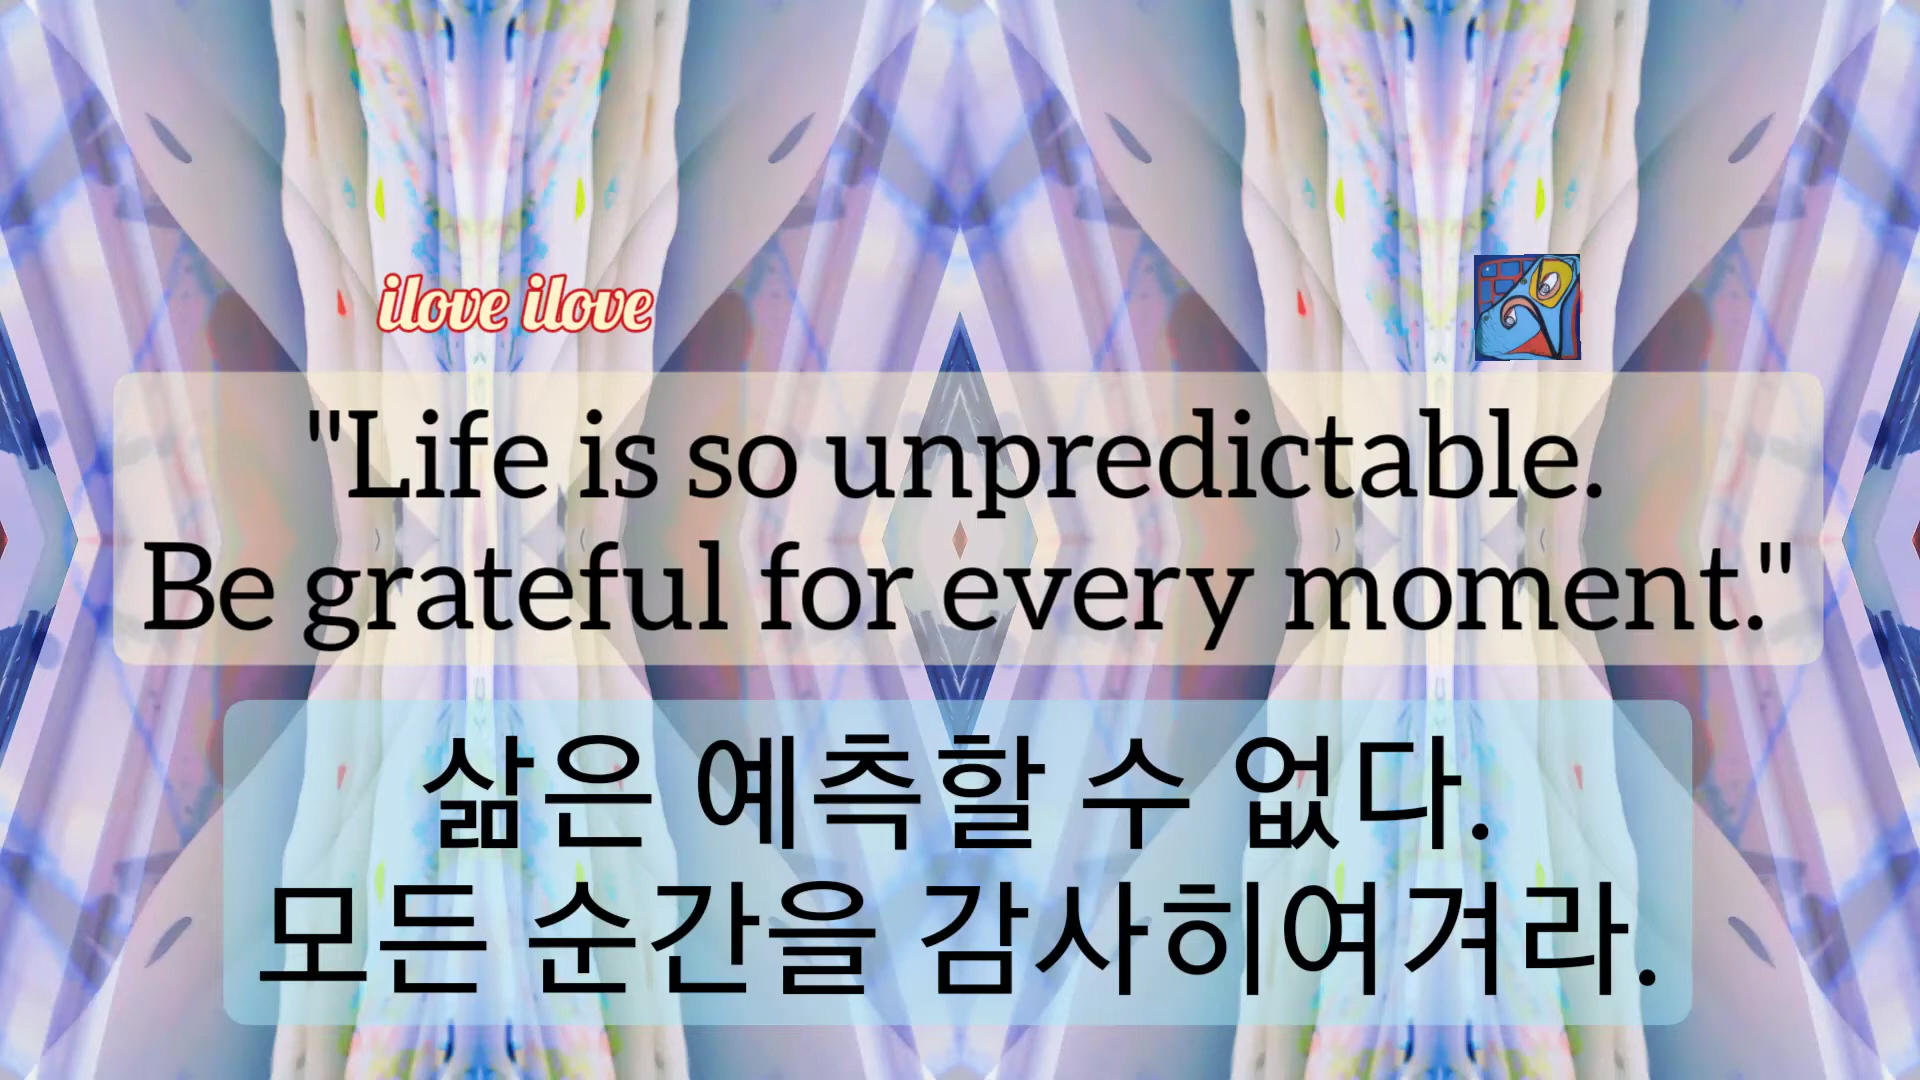 ilove ilove
"Life is so unpredictable.
Be grateful for every moment."
삶은 예측할 수 없다.
모든 순간을 감사히여겨라.